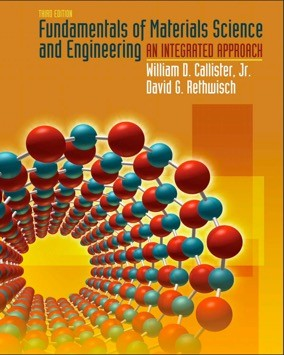 THIRD EDITION
Fundamentals of Materials Science
and Engineering AN INTEGRATED APPROACH
William D. Callister, Jr.
David G. Rethwisch